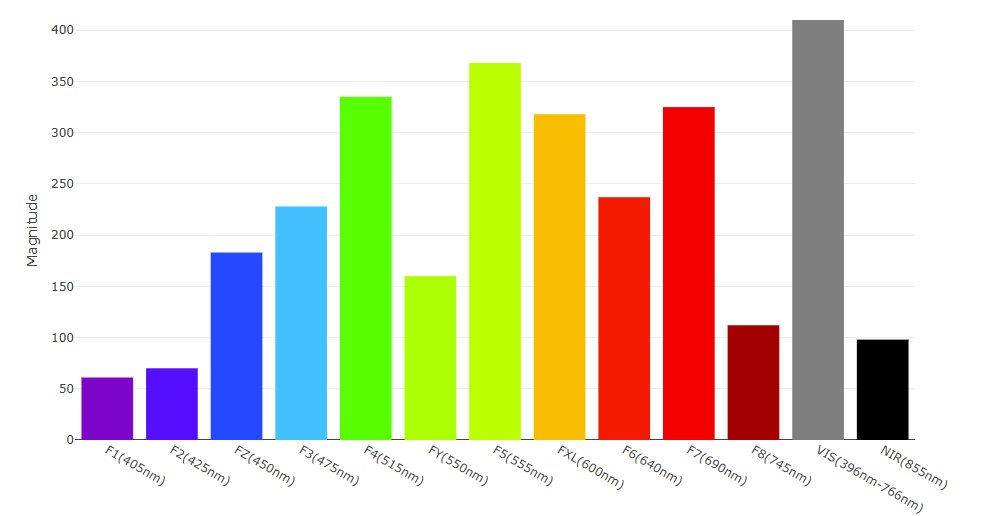 400
350
300
250
200
150
100
50
0
Magnitude
F1(405nm)
F2(425nm)
FZ(450nm)
F3(475nm)
F4(515nm)
FY(550nm)
F5(555nm)
FXL(600nm)
F6(640nm)
F7(690nm)
F8(745nm)
VIS(396nm-766nm)
NIR(855nm)